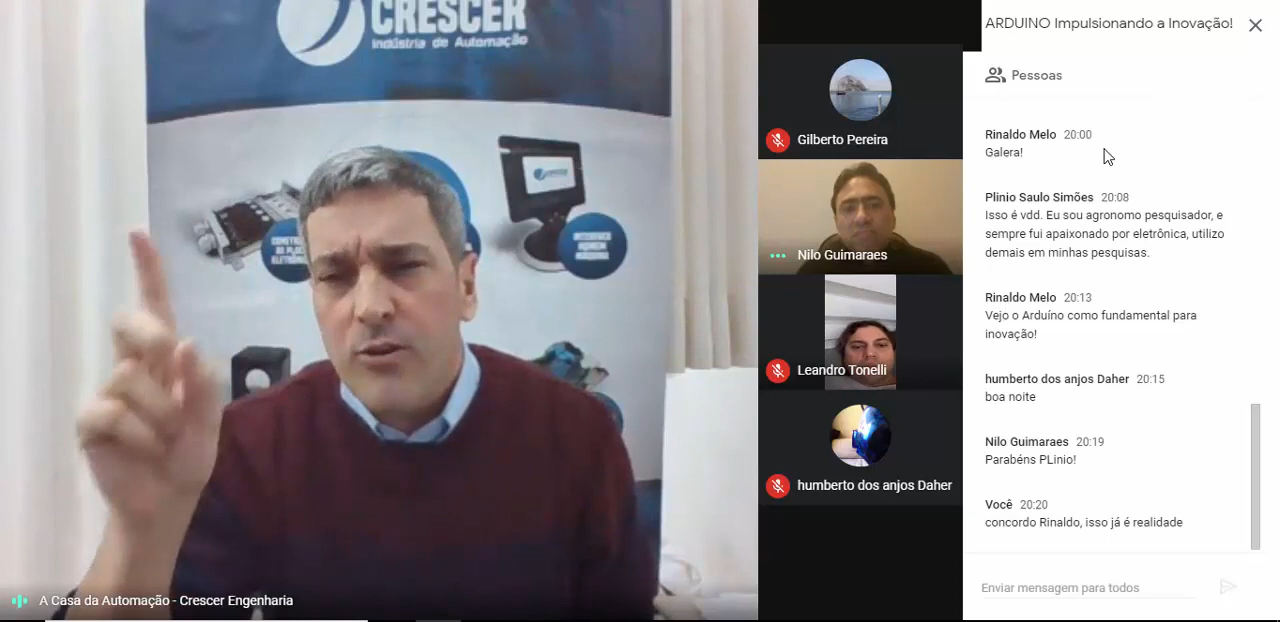 CRESCER
Indústria de Automação
INTERFACE
HOMEM
MÁQUINA
A Casa da Automação - Crescer Engenharia
Gilberto Pereira
Nilo Guimaraes
Leandro Tonelli
humberto dos anjos Daher
ARDUINO Impulsionando a Inovação!
Pessoas
Rinaldo Melo 20:00
Galera!
Plinio Saulo Simões 20:08
Isso é vdd. Eu sou agronomo pesquisador, e
sempre fui apaixonado por eletrônica, utilizo
demais em minhas pesquisas.
Rinaldo Melo 20:13
Vejo o Arduíno como fundamental para
inovação!
humberto dos anjos Daher 20:15
boa noite
Nilo Guimaraes 20:19
Parabéns PLinio!
Você 20:20
concordo Rinaldo, isso já é realidade
Enviar mensagem para todos